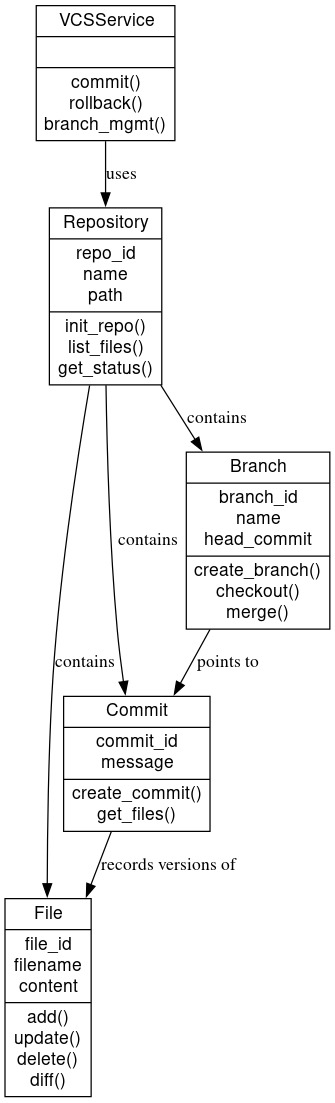 VCSService
commit()
rollback()
branch_mgmt()
uses
Repository
repo_id
name
path
init_repo()
list_files()
get_status()
contains
Branch
branch_id
name
head_commit
create_branch()
checkout()
merge()
contains
points to
contains
Commit
commit_id
message
create_commit()
get_files()
records versions of
File
file_id
filename
content
add()
update()
delete()
diff()